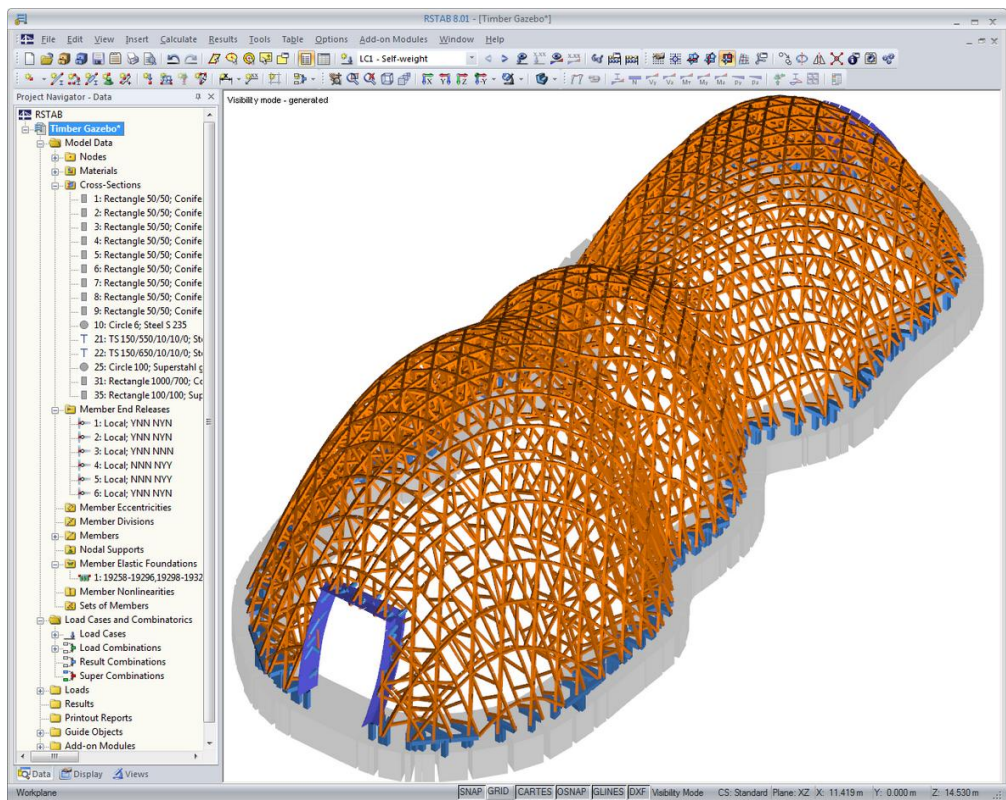 RSTAB 8.01 - [Timber Gazebo*]
File Edit View Insert Calculate Results Tools Table Options Add-on Modules Window Help
LC1 - Self-weight
Project Navigator - Data
Visibility mode - generated
RSTAB
Timber Gazebo*
Model Data
Nodes
Materials
Cross-Sections
1: Rectangle 50/50; Conife
2: Rectangle 50/50; Conife
3: Rectangle 50/50; Conife
4: Rectangle 50/50; Conife
5: Rectangle 50/50; Conife
6: Rectangle 50/50; Conife
7: Rectangle 50/50; Conife
8: Rectangle 50/50; Conife
9: Rectangle 50/50; Conife
10: Circle 6; Steel S 235
21: TS 150/550/10/10/0; St
22: TS 150/650/10/10/0; St
25: Circle 100; Superstahl g
31: Rectangle 1000/700; Co
35: Rectangle 100/100; Sup
Member End Releases
1: Local; YNN NYN
2: Local; YNN NYN
3: Local; YNN NNN
4: Local; NNN NYY
5: Local; NNN NYY
6: Local; YNN NYN
Member Eccentricities
Member Divisions
Members
Nodal Supports
Member Elastic Foundations
1: 19258-19296,19298-1932
Member Nonlinearities
Sets of Members
Load Cases and Combinatorics
Load Cases
Load Combinations
Result Combinations
Super Combinations
Loads
Results
Printout Reports
Guide Objects
Add-on Modules
Data Display Views
Workplane SNAP GRID CARTES OSNAP GLINES DXF Visibility Mode CS: Standard Plane: XZ X: 11.419 m Y: 0.000 m Z: 14.530 m